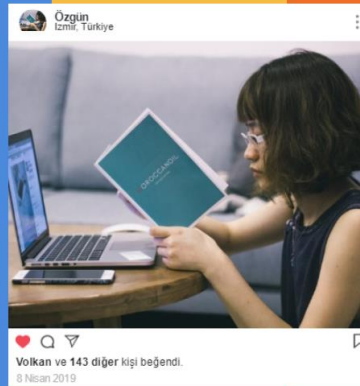 Özgün
İzmir, Türkiye
Volkan ve 143 diğer kişi beğendi.
8 Nisan 2019